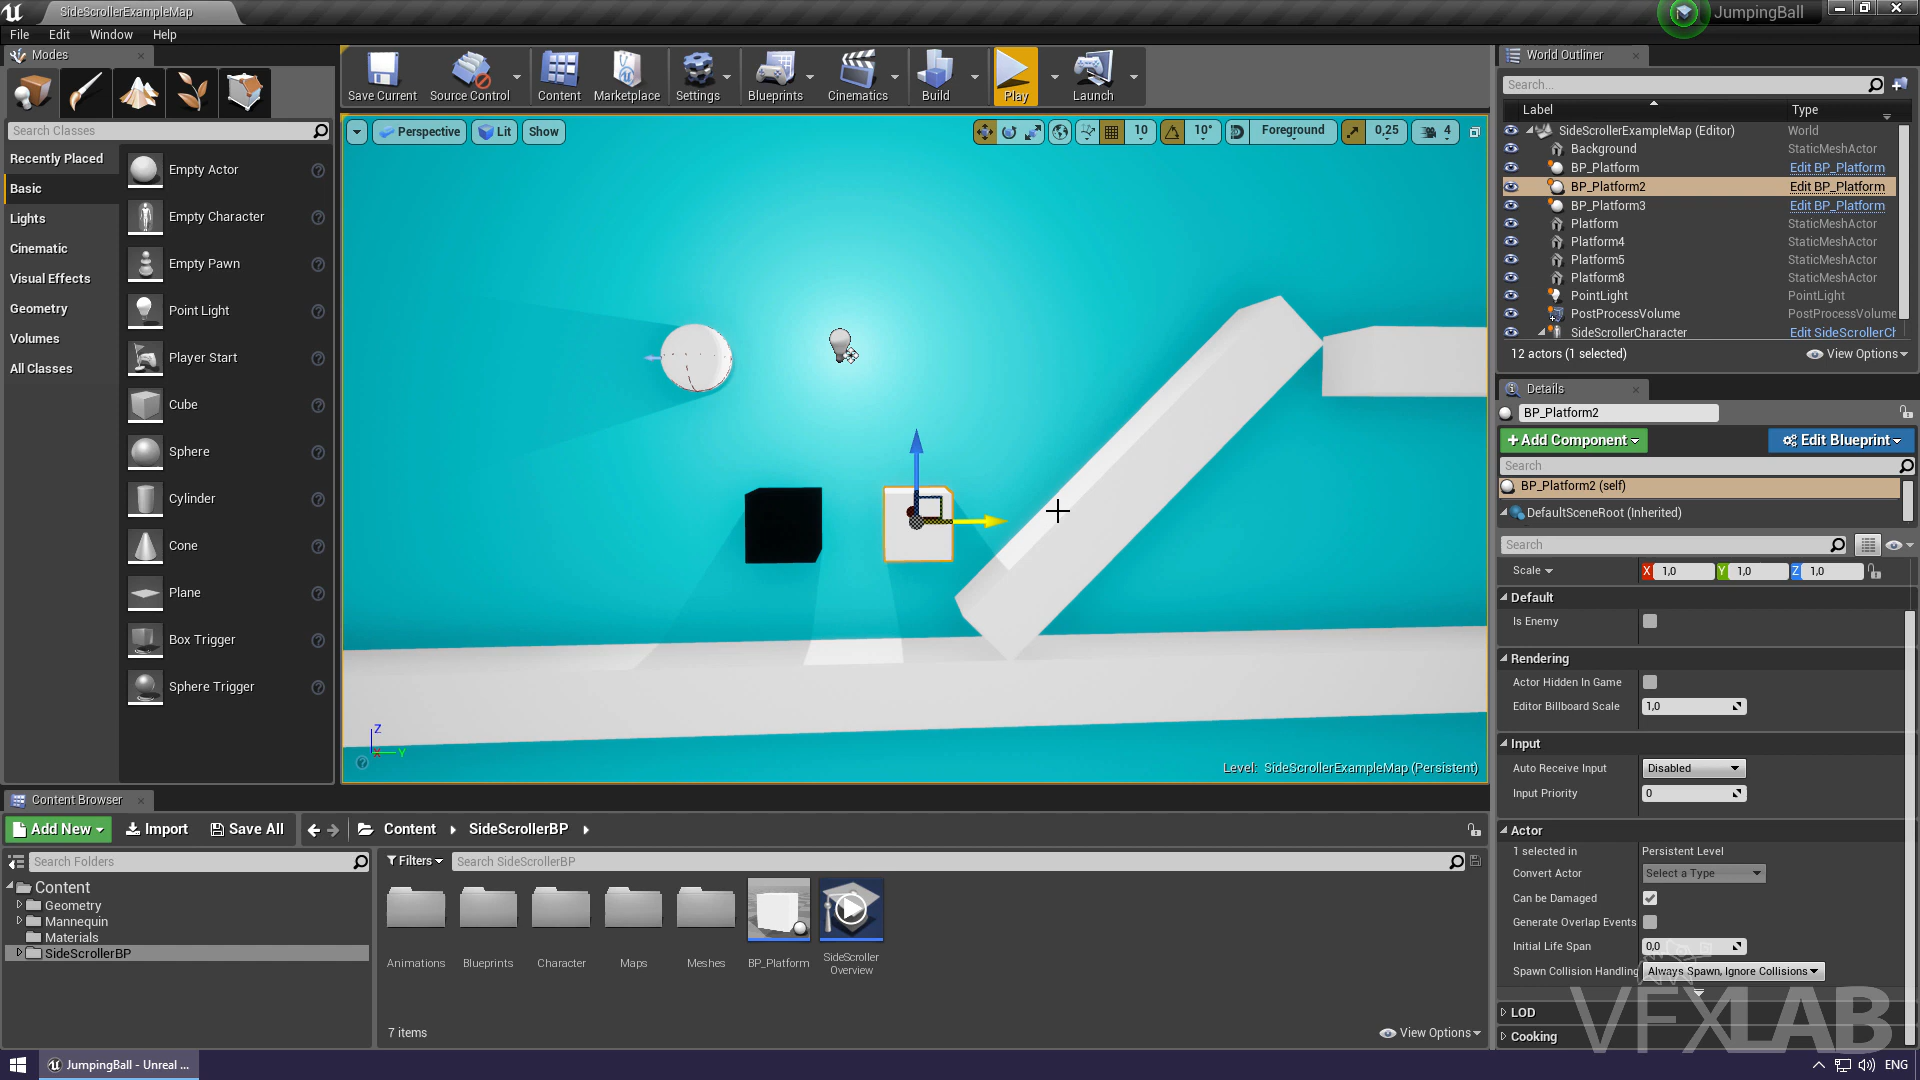 SideScrollerExampleMap
JumpingBall
File Edit Window Help
Modes
World Outliner
Save Current Source Control Content Marketplace Settings Blueprints Cinematics Build Play Launch
Search...
Label Type
Search Classes
Perspective Lit Show 10 10° Foreground 0,25 4
SideScrollerExampleMap (Editor) World
Background StaticMeshActor
BP_Platform Edit BP_Platform
BP_Platform2 Edit BP_Platform
BP_Platform3 Edit BP_Platform
Platform StaticMeshActor
Platform4 StaticMeshActor
Platform5 StaticMeshActor
Platform8 StaticMeshActor
PointLight PointLight
PostProcessVolume PostProcessVolume
SideScrollerCharacter Edit SideScrollerCh
12 actors (1 selected) View Options
Recently Placed
Basic
Lights
Cinematic
Visual Effects
Geometry
Volumes
All Classes
Empty Actor
Empty Character
Empty Pawn
Point Light
Player Start
Cube
Sphere
Cylinder
Cone
Plane
Box Trigger
Sphere Trigger
Z
X Y
Level: SideScrollerExampleMap (Persistent)
Details
BP_Platform2
+Add Component Edit Blueprint
Search
BP_Platform2 (self)
DefaultSceneRoot (Inherited)
Search
Scale X 1,0 Y 1,0 Z 1,0
Default
Is Enemy
Rendering
Actor Hidden In Game
Editor Billboard Scale 1,0
Input
Auto Receive Input Disabled
Input Priority 0
Actor
1 selected in Persistent Level
Convert Actor Select a Type
Can be Damaged
Generate Overlap Events
Initial Life Span 0,0
Spawn Collision Handling Always Spawn, Ignore Collisions
LOD
Cooking
VFXLAB
Content Browser
Add New Import Save All Content SideScrollerBP
Search Folders
Filters Search SideScrollerBP
Content
Geometry
Mannequin
Materials
SideScrollerBP
Animations Blueprints Character Maps Meshes BP_Platform SideScroller
Overview
7 items View Options
JumpingBall - Unreal ...
ENG